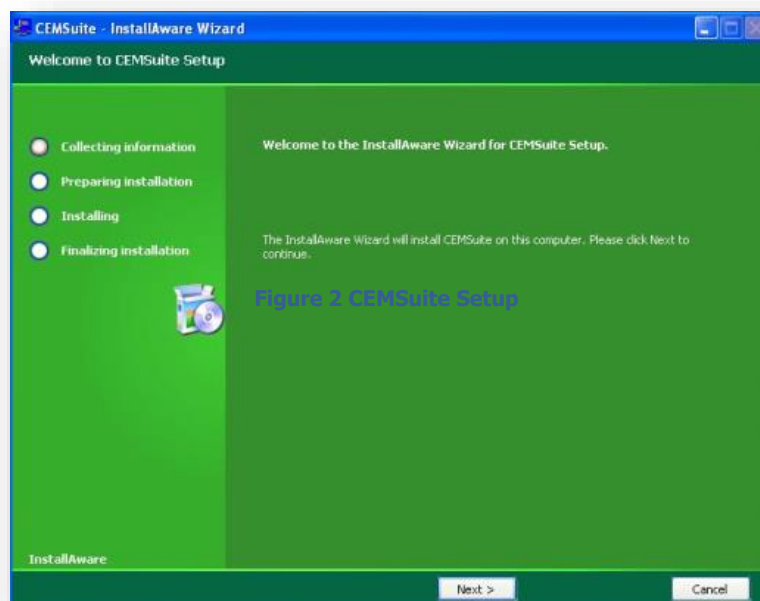 CEMSuite - InstallAware Wizard
Welcome to CEMSuite Setup
Collecting information
Preparing installation
Installing
Finalizing installation
Welcome to the InstallAware Wizard for CEMSuite Setup.
The InstallAware Wizard will install CEMSuite on this computer. Please click Next to
continue.
Figure 2 CEMSuite Setup
InstallAware
Next >
Cancel